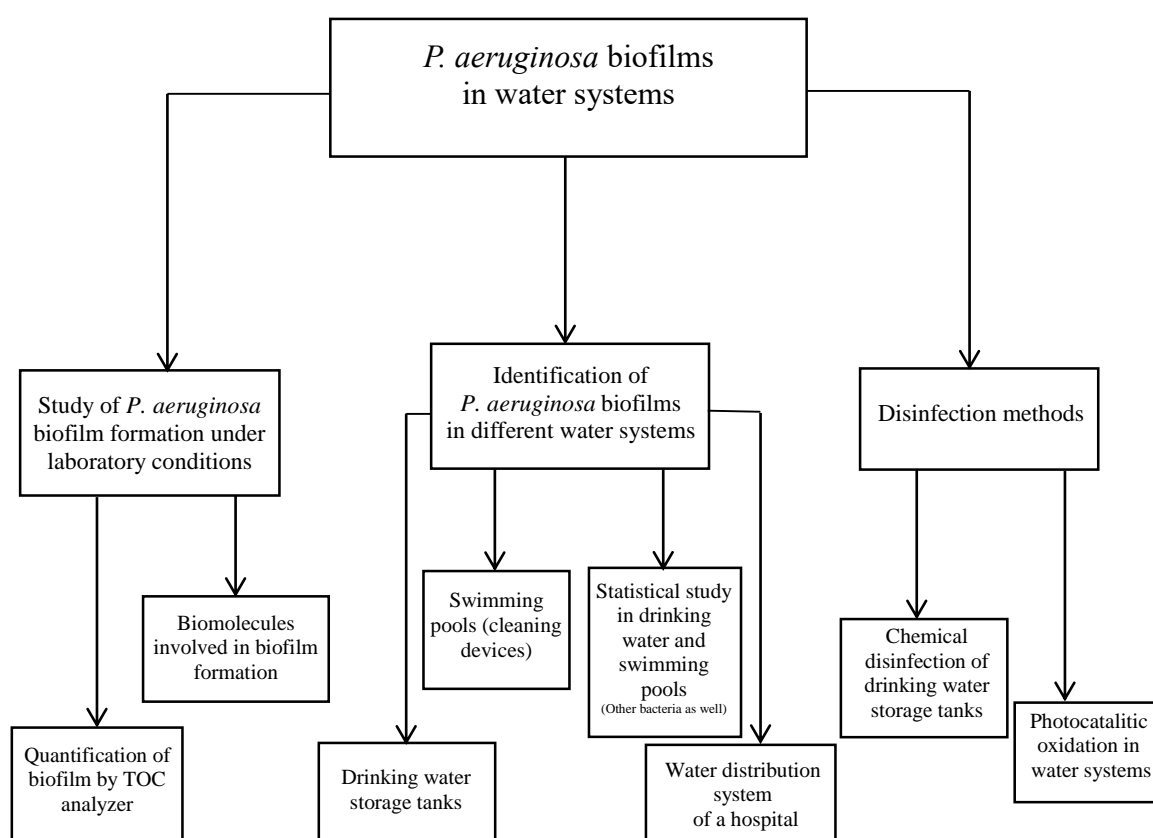 P. aeruginosa biofilms
in water systems
Study of P. aeruginosa
biofilm formation under
laboratory conditions
Identification of
P. aeruginosa biofilms
in different water systems
Disinfection methods
Quantification of
biofilm by TOC
analyzer
Biomolecules
involved in biofilm
formation
Drinking water
storage tanks
Swimming
pools (cleaning
devices)
Statistical study
in drinking
water and
swimming
pools
(Other bacteria as well)
Water distribution
system
of a hospital
Chemical
disinfection of
drinking water
storage tanks
Photocatalitic
oxidation in
water systems